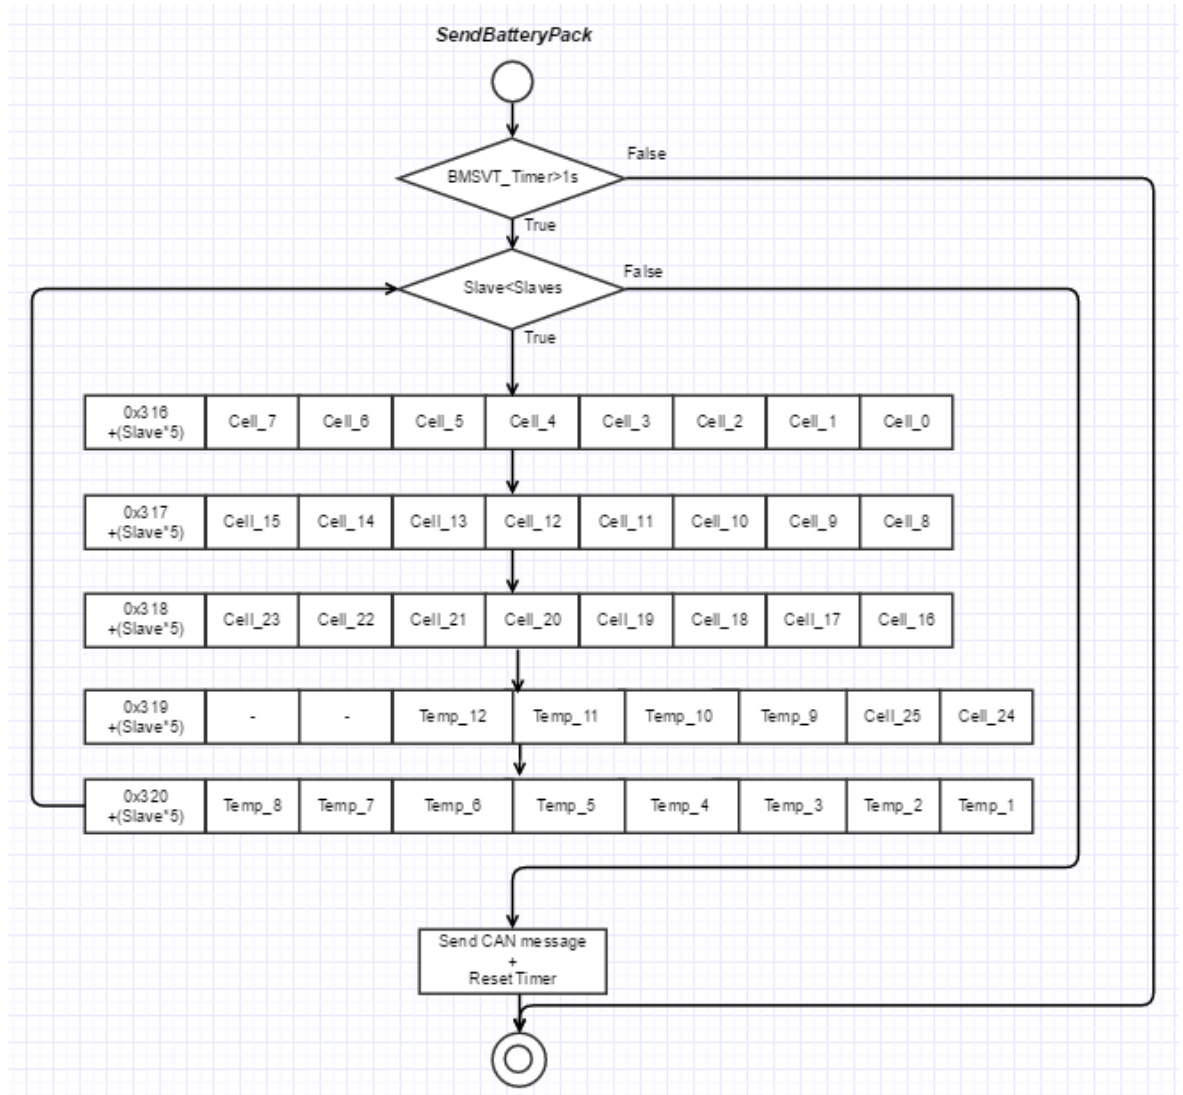 SendBatteryPack
BMSVT_Timer>1s
False
True
Slave<Slaves
False
True
0x316
+(Slave*5)
Cell_7
Cell_6
Cell_5
Cell_4
Cell_3
Cell_2
Cell_1
Cell_0
0x317
+(Slave*5)
Cell_15
Cell_14
Cell_13
Cell_12
Cell_11
Cell_10
Cell_9
Cell_8
0x318
+(Slave*5)
Cell_23
Cell_22
Cell_21
Cell_20
Cell_19
Cell_18
Cell_17
Cell_16
0x319
+(Slave*5)
-
-
Temp_12
Temp_11
Temp_10
Temp_9
Cell_25
Cell_24
0x320
+(Slave*5)
Temp_8
Temp_7
Temp_6
Temp_5
Temp_4
Temp_3
Temp_2
Temp_1
Send CAN message
+
ResetTimer